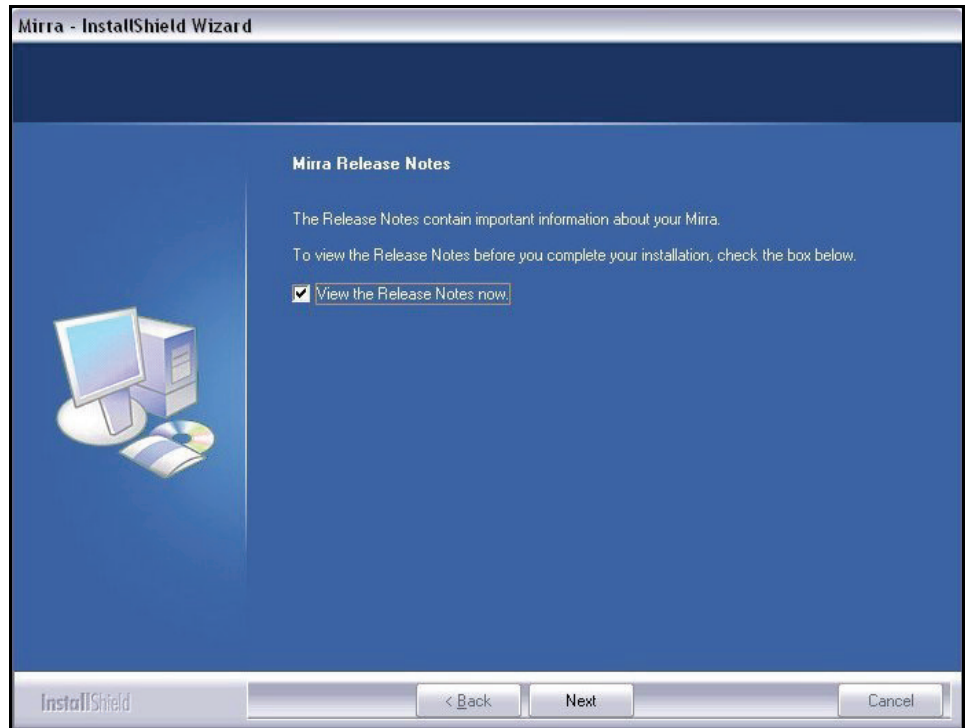 Mirra - InstallShield Wizard
Mirra Release Notes
The Release Notes contain important information about your Mirra.
To view the Release Notes before you complete your installation, check the box below.
View the Release Notes now.
InstallShield
< Back
Next
Cancel